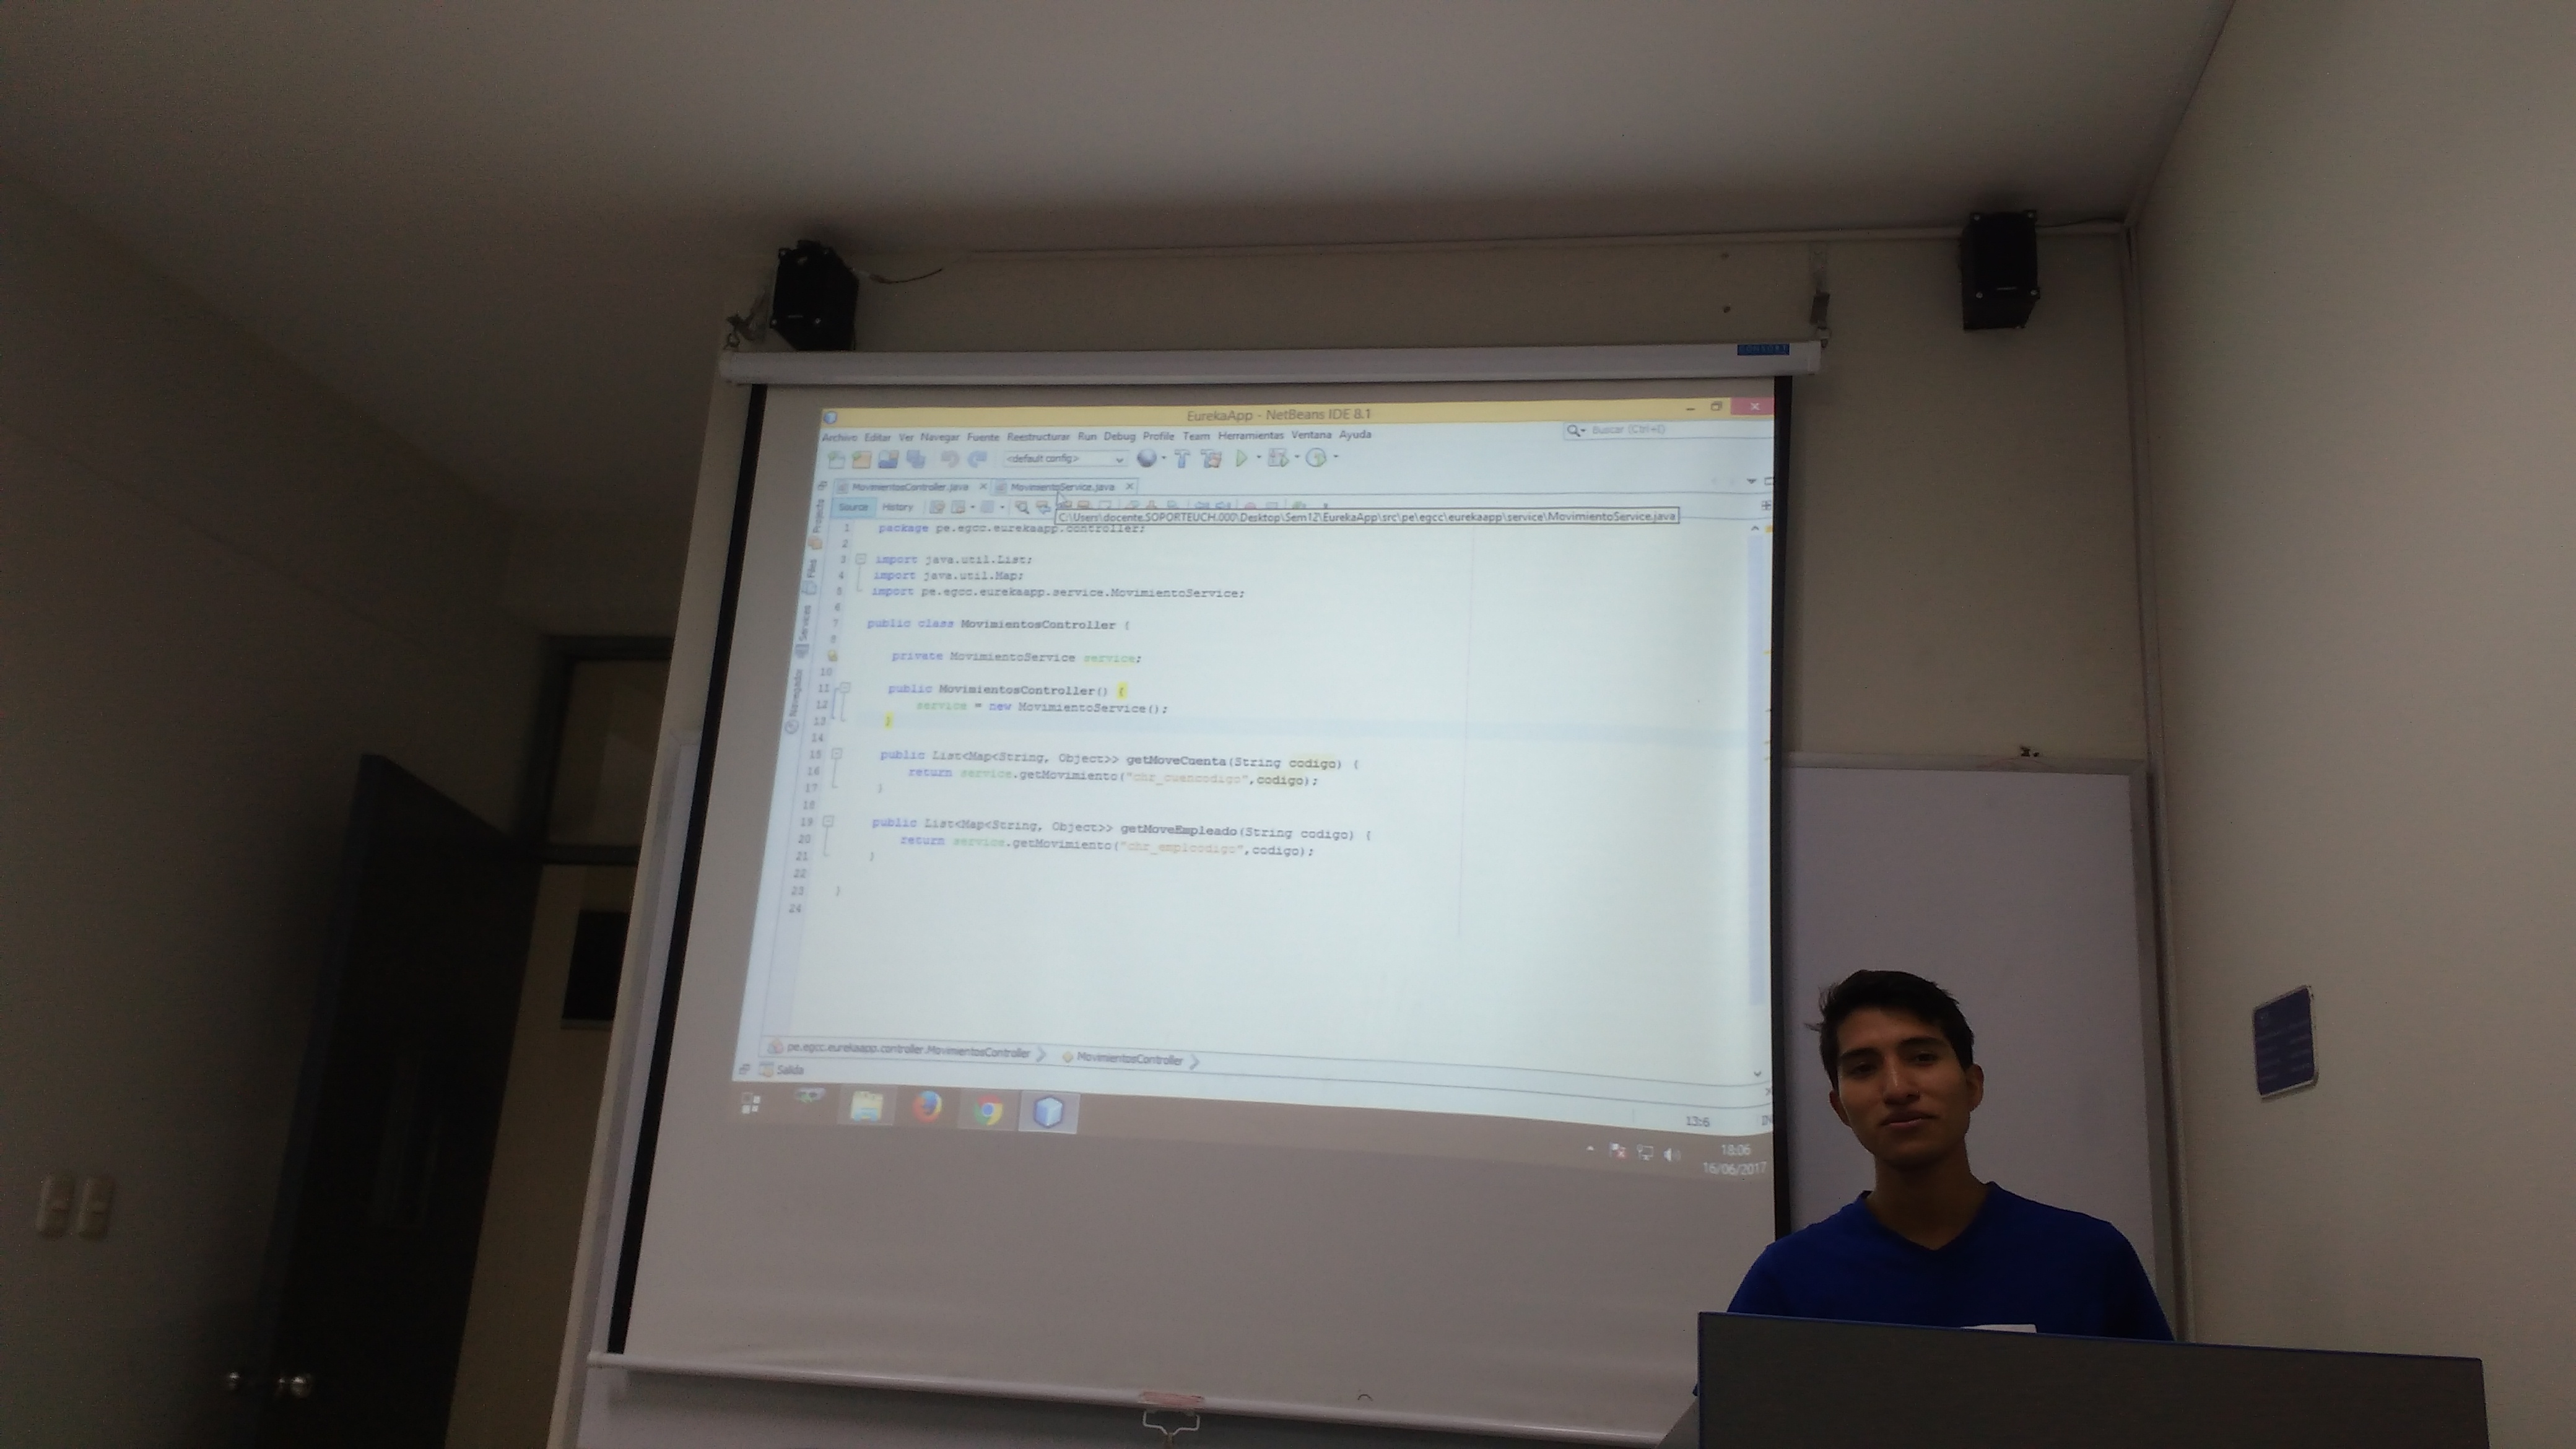 EurekaApp - NetBeans IDE 8.1
Archivo Editar Ver Navegar Fuente Reestructurar Run Debug Profile Team Herramientas Ventana Ayuda
Buscar (Ctrl+I)
<default config>
MovimientosController.java MovimientoService.java
Source History
C:\Users\docente.SOPORTEUCH.000\Desktop\Sem12\EurekaApp\src\pe\egcc\eurekaapp\service\MovimientoService.java
Projects
Files
Services
Navegador
1 package pe.egcc.eurekaapp.controller;
2
3 import java.util.List;
4 import java.util.Map;
5 import pe.egcc.eurekaapp.service.MovimientoService;
6
7 public class MovimientosController {
8
private MovimientoService service;
10
11 public MovimientosController() {
12 service = new MovimientoService();
13 }
14
15 public List<Map<String, Object>> getMoveCuenta(String codigo) {
16 return service.getMovimiento("chr_cuencodigo",codigo);
17 }
18
19 public List<Map<String, Object>> getMoveEmpleado(String codigo) {
20 return service.getMovimiento("chr_emplcodigo",codigo);
21 }
22
23 }
24
pe.egcc.eurekaapp.controller.MovimientosController MovimientosController
Salida
13:6
18:06
16/06/2017